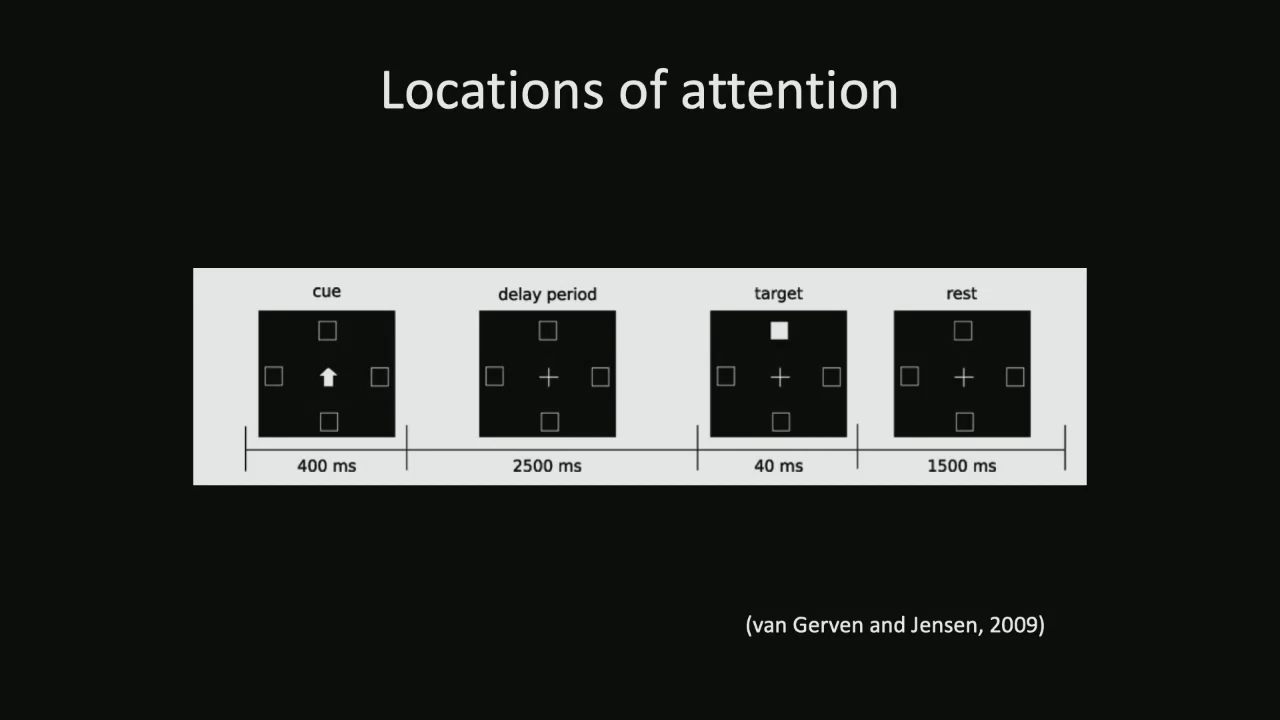 Locations of attention
cue
delay period
target
rest
400 ms
2500 ms
40 ms
1500 ms
(van Gerven and Jensen, 2009)